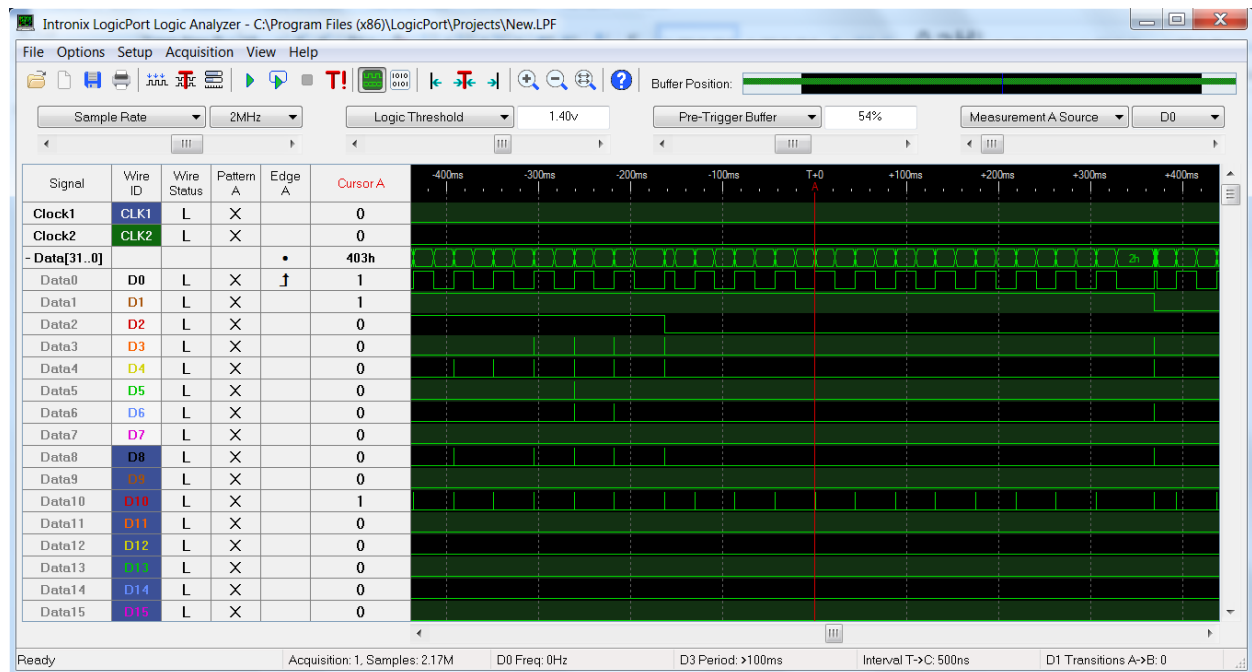 Intronix LogicPort Logic Analyzer - C:\Program Files (x86)\LogicPort\Projects\New.LPF
File Options Setup Acquisition View Help
T! 1010 0101 ? Buffer Position:
Sample Rate 2MHz Logic Threshold 1.40v Pre-Trigger Buffer 54% Measurement A Source D0
Signal Wire ID Wire Status Pattern A Edge A Cursor A -400ms -300ms -200ms -100ms T+0 +100ms +200ms +300ms +400ms
A
Clock1 CLK1 L X 0
Clock2 CLK2 L X 0
- Data[31..0] 403h 2h
Data0 D0 L X 1
Data1 D1 L X 1
Data2 D2 L X 0
Data3 D3 L X 0
Data4 D4 L X 0
Data5 D5 L X 0
Data6 D6 L X 0
Data7 D7 L X 0
Data8 D8 L X 0
Data9 D9 L X 0
Data10 D10 L X 1
Data11 D11 L X 0
Data12 D12 L X 0
Data13 D13 L X 0
Data14 D14 L X 0
Data15 D15 L X 0
Ready Acquisition: 1, Samples: 2.17M D0 Freq: 0Hz D3 Period: >100ms Interval T->C: 500ns D1 Transitions A->B: 0